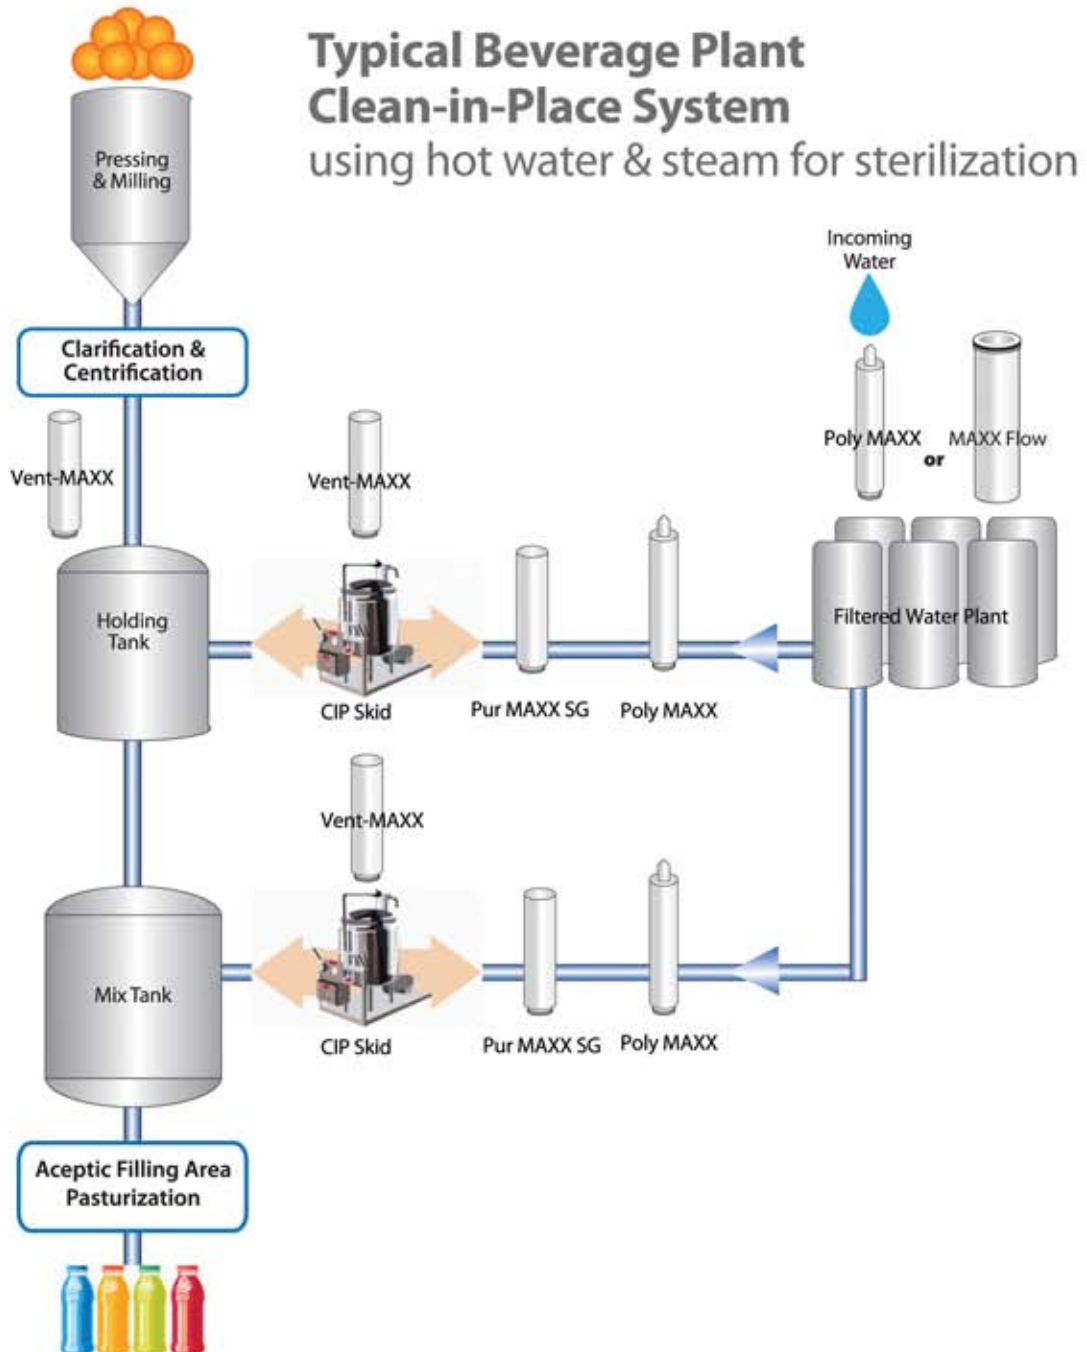 Typical Beverage Plant
Clean-in-Place System
using hot water & steam for sterilization
Pressing
& Milling
Incoming
Water
Clarification &
Centrification
Poly MAXX
or
MAXX Flow
Vent-MAXX
Vent-MAXX
Holding
Tank
Filtered Water Plant
CIP Skid
Pur MAXX SG
Poly MAXX
Vent-MAXX
Mix Tank
CIP Skid
Pur MAXX SG
Poly MAXX
Aceptic Filling Area
Pasturization